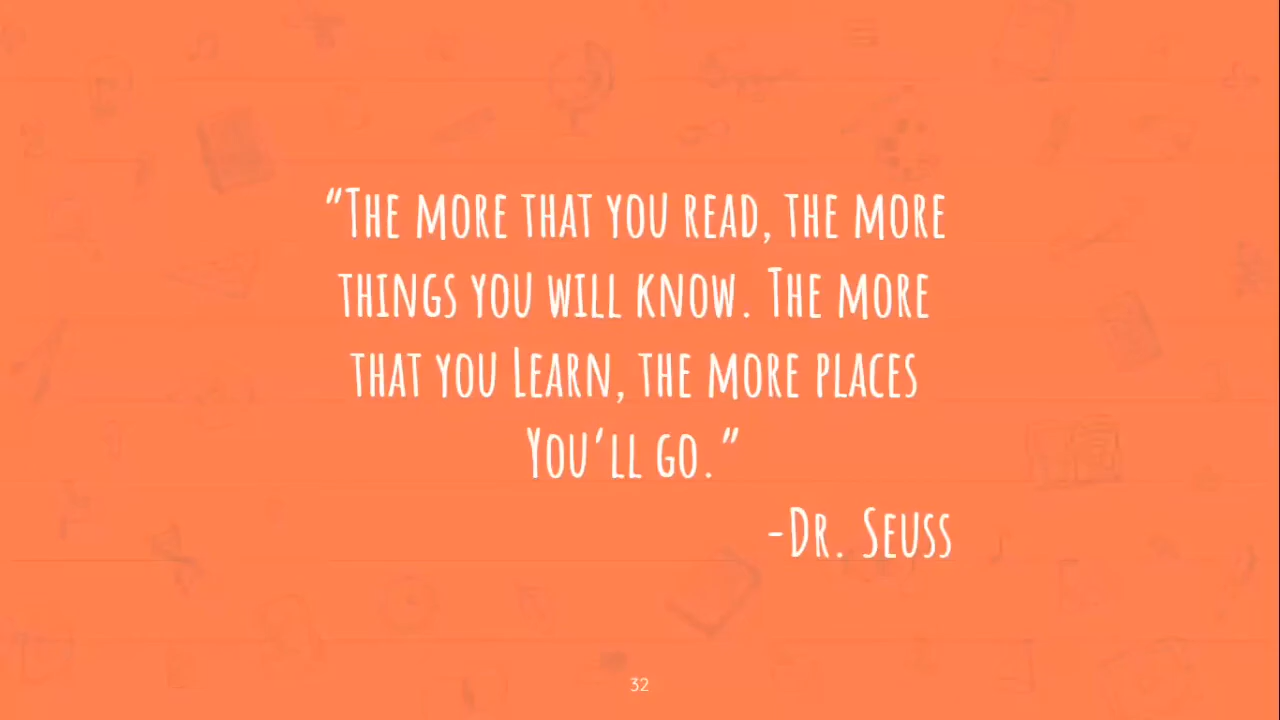 “The more that you read, the more
things you will know. The more
that you Learn, the more places
You’ll go.”
-Dr. Seuss
32